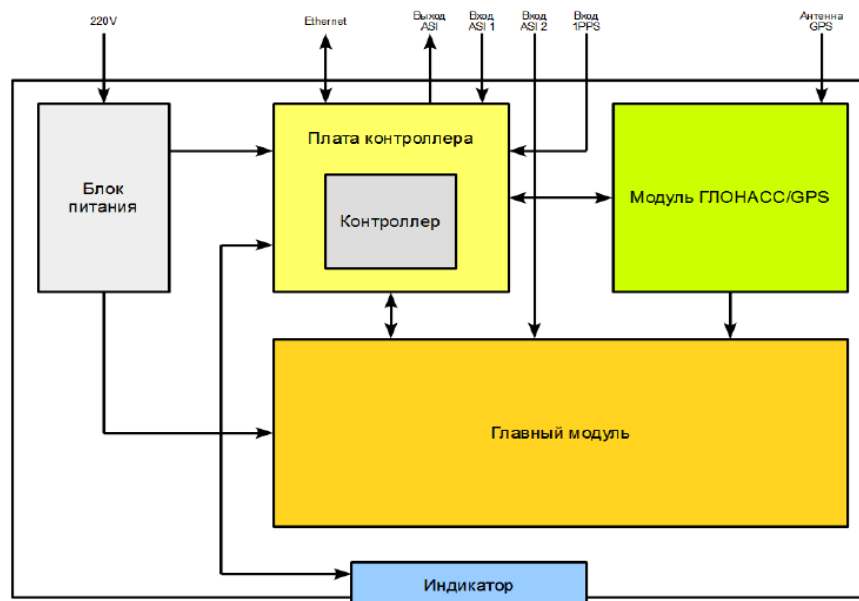 220V
Ethernet
Выход
ASI
Вход
ASI 1
Вход
ASI 2
Вход
1PPS
Антенна
GPS
Блок
питания
Плата контроллера
Контроллер
Модуль ГЛОНАСС/GPS
Главный модуль
Индикатор